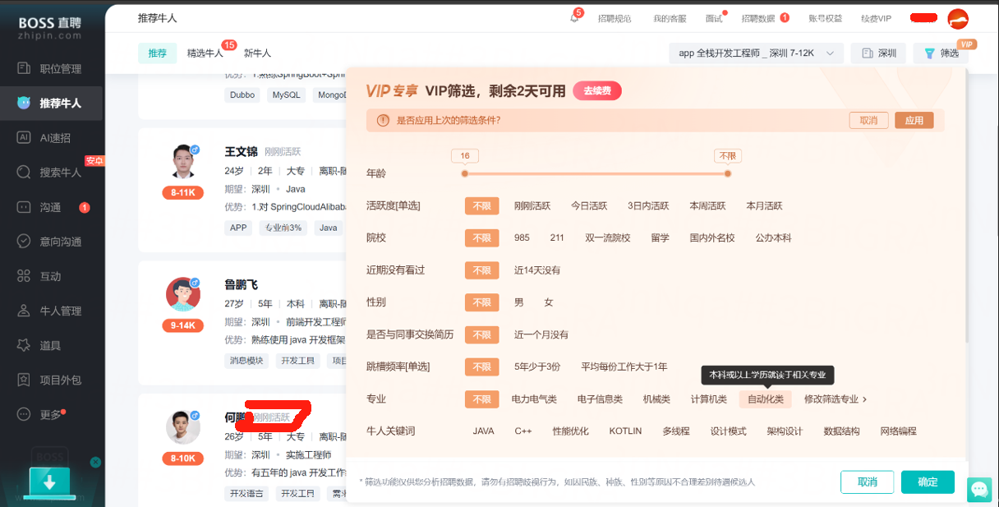 BOSS 直聘
zhipin.com
推荐牛人
5
招聘规范
我的客服
面试
招聘数据
1
账号权益
续费VIP
职位管理
推荐牛人
AI速招
搜索牛人
安卓
沟通
1
意向沟通
互动
牛人管理
道具
项目外包
更多
BOSS
推荐
精选牛人
15
新牛人
app 全栈开发工程师 _ 深圳 7-12K
深圳
筛选
VIP
优势: 1.熟练SpringBoot+Spri
Dubbo
MySQL
王文锦 刚刚活跃
24岁 2年 大专 离职-随
8-11K
期望: 深圳 • Java
优势: 1.对 SpringCloudAlibab
APP
专业前3%
Java
鲁鹏飞
27岁 5年 本科 离职-随
9-14K
期望: 深圳 • 前端开发工程师
优势: 熟练使用 java 开发框架
消息模块
开发工具
项目
何鹏 刚刚活跃
26岁 5年 大专 离职-随
8-10K
期望: 深圳 • 实施工程师
优势: 有五年的 java 开发工作
开发语言
开发工具
VIP专享 VIP筛选，剩余2天可用
去续费
是否应用上次的筛选条件?
取消
应用
16
不限
年龄
活跃度[单选] 不限 刚刚活跃 今日活跃 3日内活跃 本周活跃 本月活跃
院校 不限 985 211 双一流院校 留学 国内外名校 公办本科
近期没有看过 不限 近14天没有
性别 不限 男 女
是否与同事交换简历 不限 近一个月没有
跳槽频率[单选] 不限 5年少于3份 平均每份工作大于1年
本科或以上学历就读于相关专业
专业 不限 电力电气类 电子信息类 机械类 计算机类 自动化类 修改筛选专业 >
牛人关键词 JAVA C++ 性能优化 KOTLIN 多线程 设计模式 架构设计 数据结构 网络编程
* 筛选功能仅供您分析招聘数据，请勿有招聘歧视行为，如因民族、种族、性别等原因不合理差别待遇候选人
取消
确定